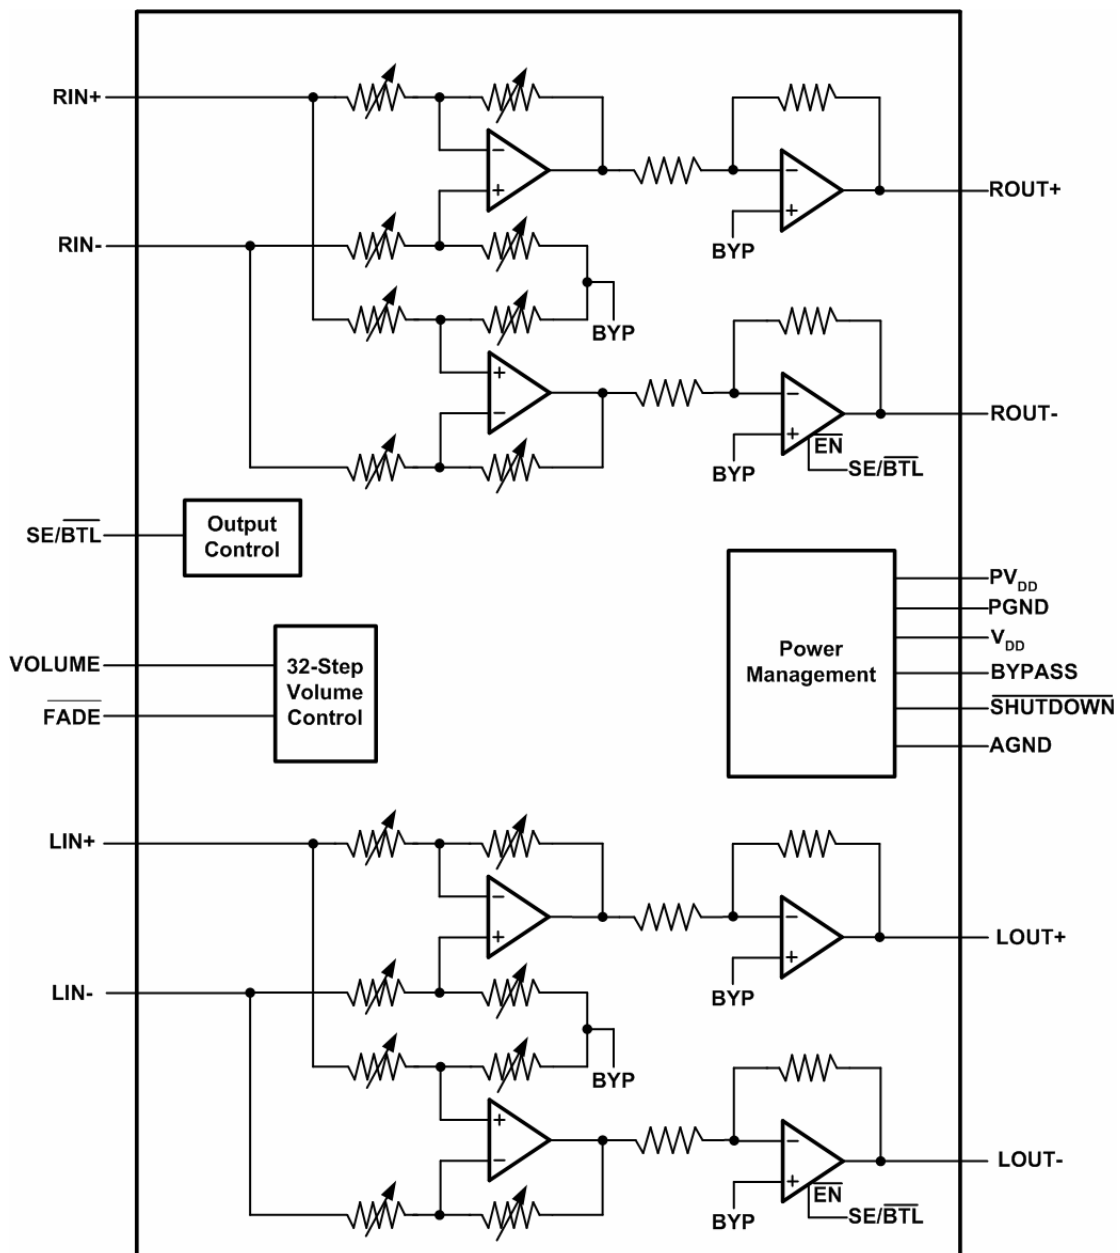 RIN+
ROUT+
BYP
RIN-
BYP
ROUT-
EN
BYP
SE/BTL
SE/BTL
Output
Control
PVDD
PGND
VDD
BYPASS
SHUTDOWN
AGND
Power
Management
VOLUME
FADE
32-Step
Volume
Control
LIN+
LOUT+
BYP
LIN-
BYP
LOUT-
EN
BYP
SE/BTL